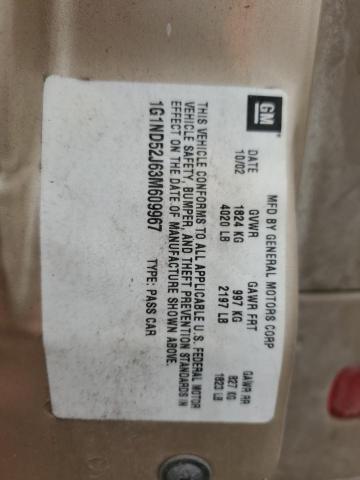 GM
MFD BY GENERAL MOTORS CORP
DATE GVWR GAWR FRT GAWR RR
10/02 1824 KG 997 KG 827 KG
4020 LB 2197 LB 1823 LB
THIS VEHICLE CONFORMS TO ALL APPLICABLE U.S. FEDERAL MOTOR
VEHICLE SAFETY, BUMPER, AND THEFT PREVENTION STANDARDS IN
EFFECT ON THE DATE OF MANUFACTURE SHOWN ABOVE.
1G1ND52J63M609967 TYPE: PASS CAR